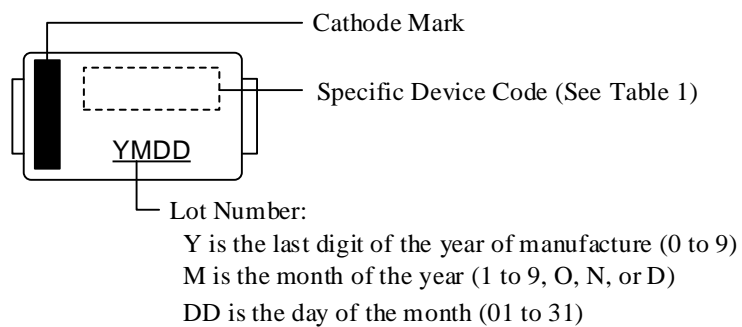 Cathode Mark
Specific Device Code (See Table 1)
YMDD
Lot Number:
Y is the last digit of the year of manufacture (0 to 9)
M is the month of the year (1 to 9, O, N, or D)
DD is the day of the month (01 to 31)